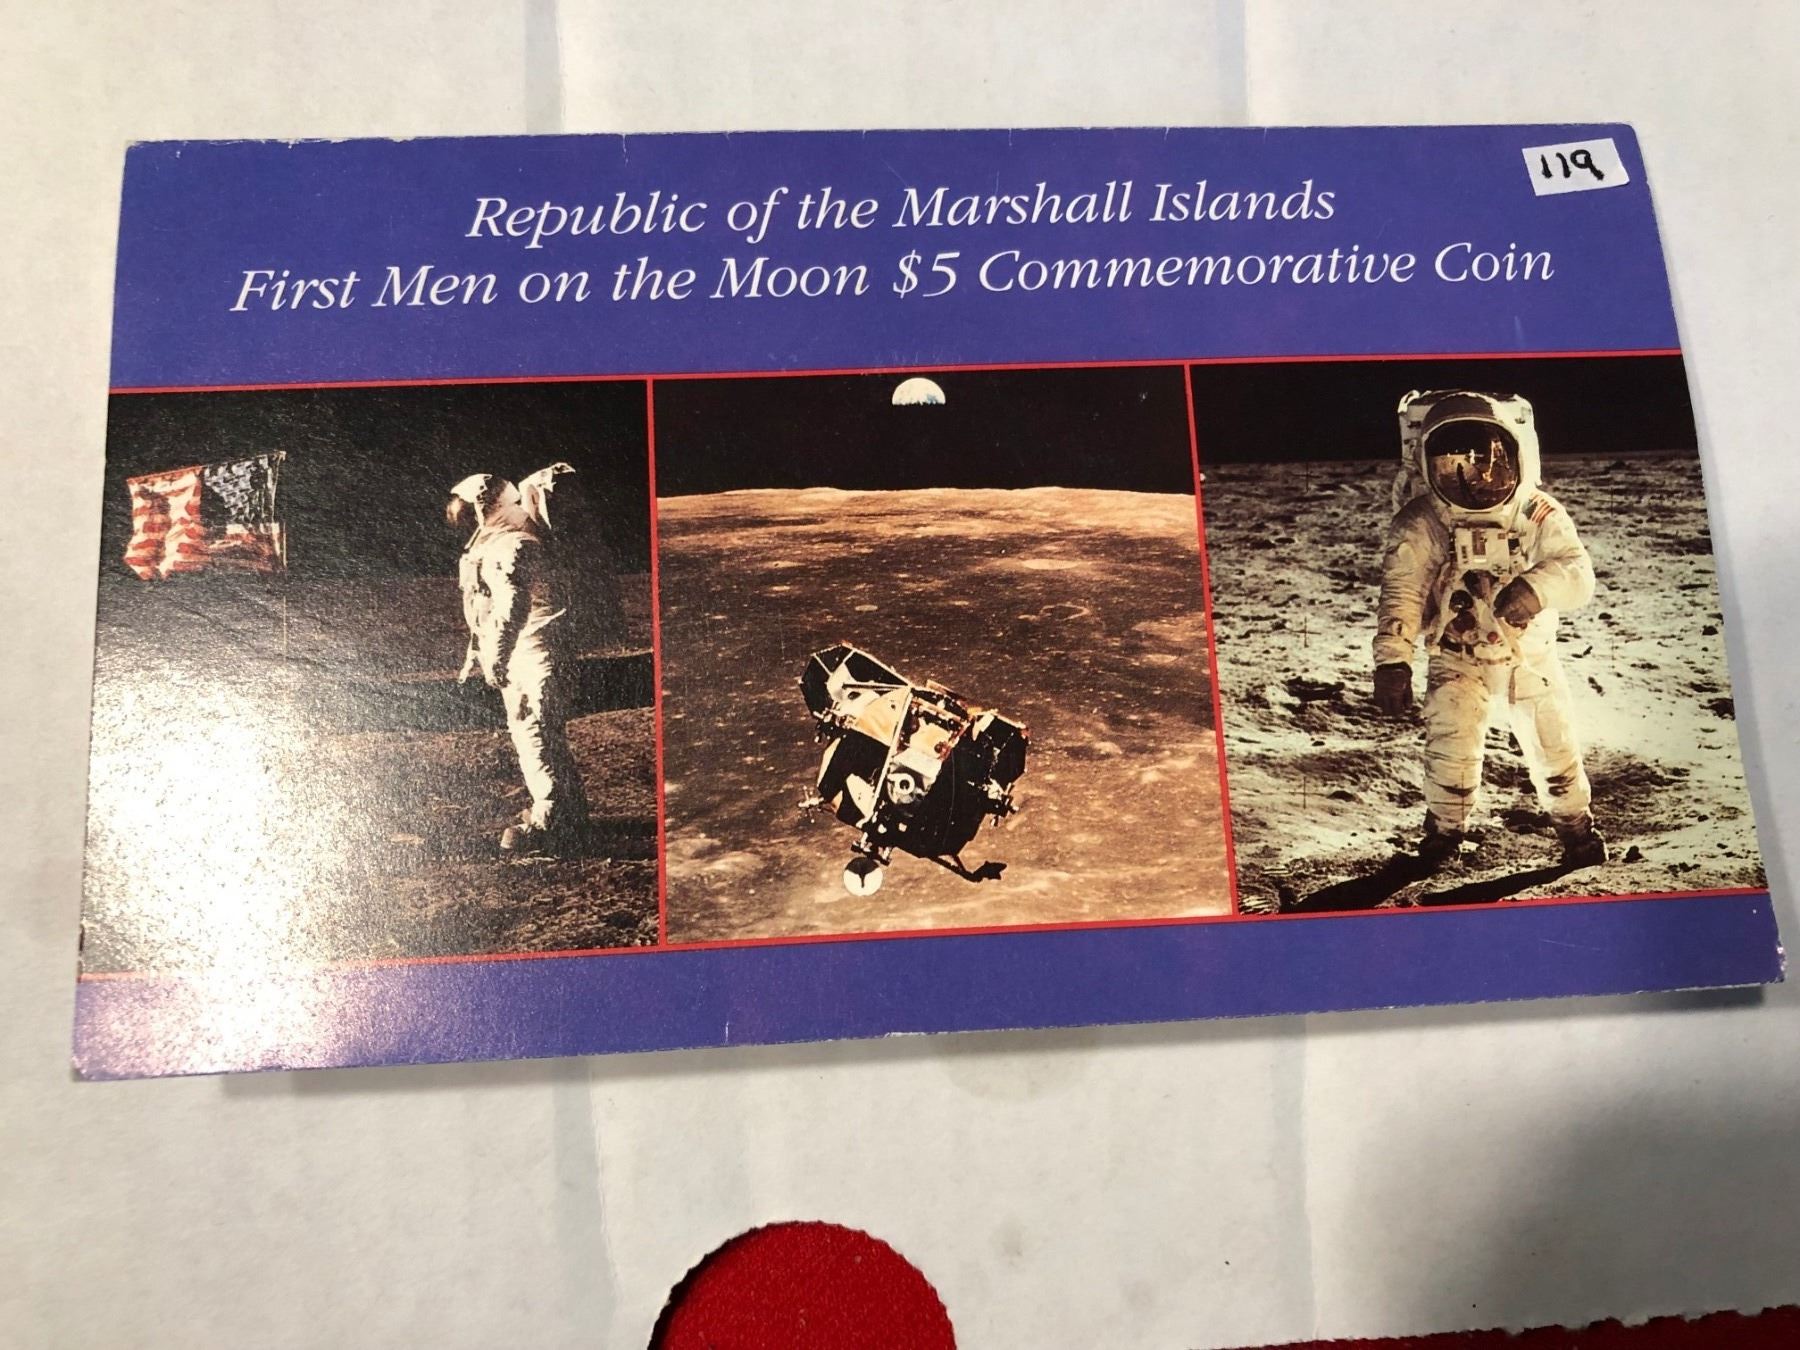 119
Republic of the Marshall Islands
First Men on the Moon $5 Commemorative Coin